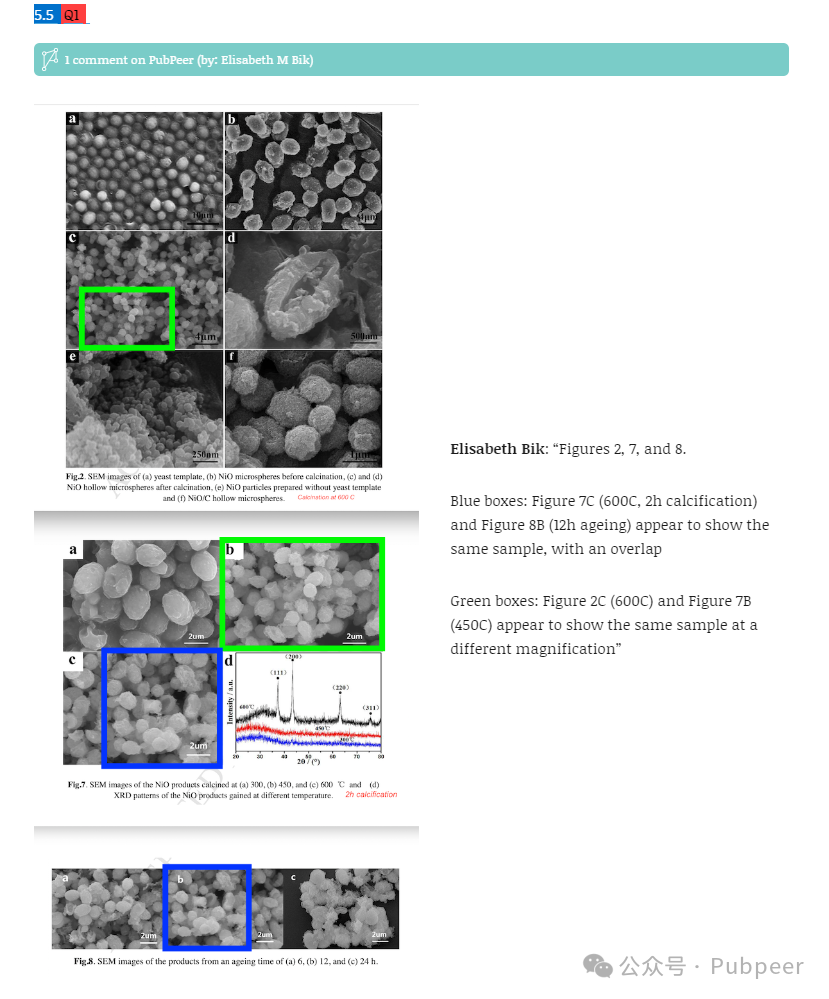 5.5 Q1
1 comment on PubPeer (by: Elisabeth M Bik)
a
b
10μm
4μm
c
d
4μm
500nm
e
f
250nm
1μm
Fig.2. SEM images of (a) yeast template, (b) NiO microspheres before calcination, (c) and (d)
NiO hollow microspheres after calcination, (e) NiO particles prepared without yeast template
and (f) NiO/C hollow microspheres. Calcination at 600 C
Elisabeth Bik: “Figures 2, 7, and 8.
Blue boxes: Figure 7C (600C, 2h calcification)
and Figure 8B (12h ageing) appear to show the
same sample, with an overlap
Green boxes: Figure 2C (600C) and Figure 7B
(450C) appear to show the same sample at a
different magnification”
a
b
2um
2um
c
d
2um
Intensity / a.u.
(111)
(200)
(220)
(311)
600℃
450℃
300℃
20 30 40 50 60 70 80
2θ / (°)
Fig.7. SEM images of the NiO products calcined at (a) 300, (b) 450, and (c) 600 ℃ and (d)
XRD patterns of the NiO products gained at different temperature. 2h calcification
a
b
c
2um
2um
2um
Fig.8. SEM images of the products from an ageing time of (a) 6, (b) 12, and (c) 24 h.
公众号 · Pubpeer